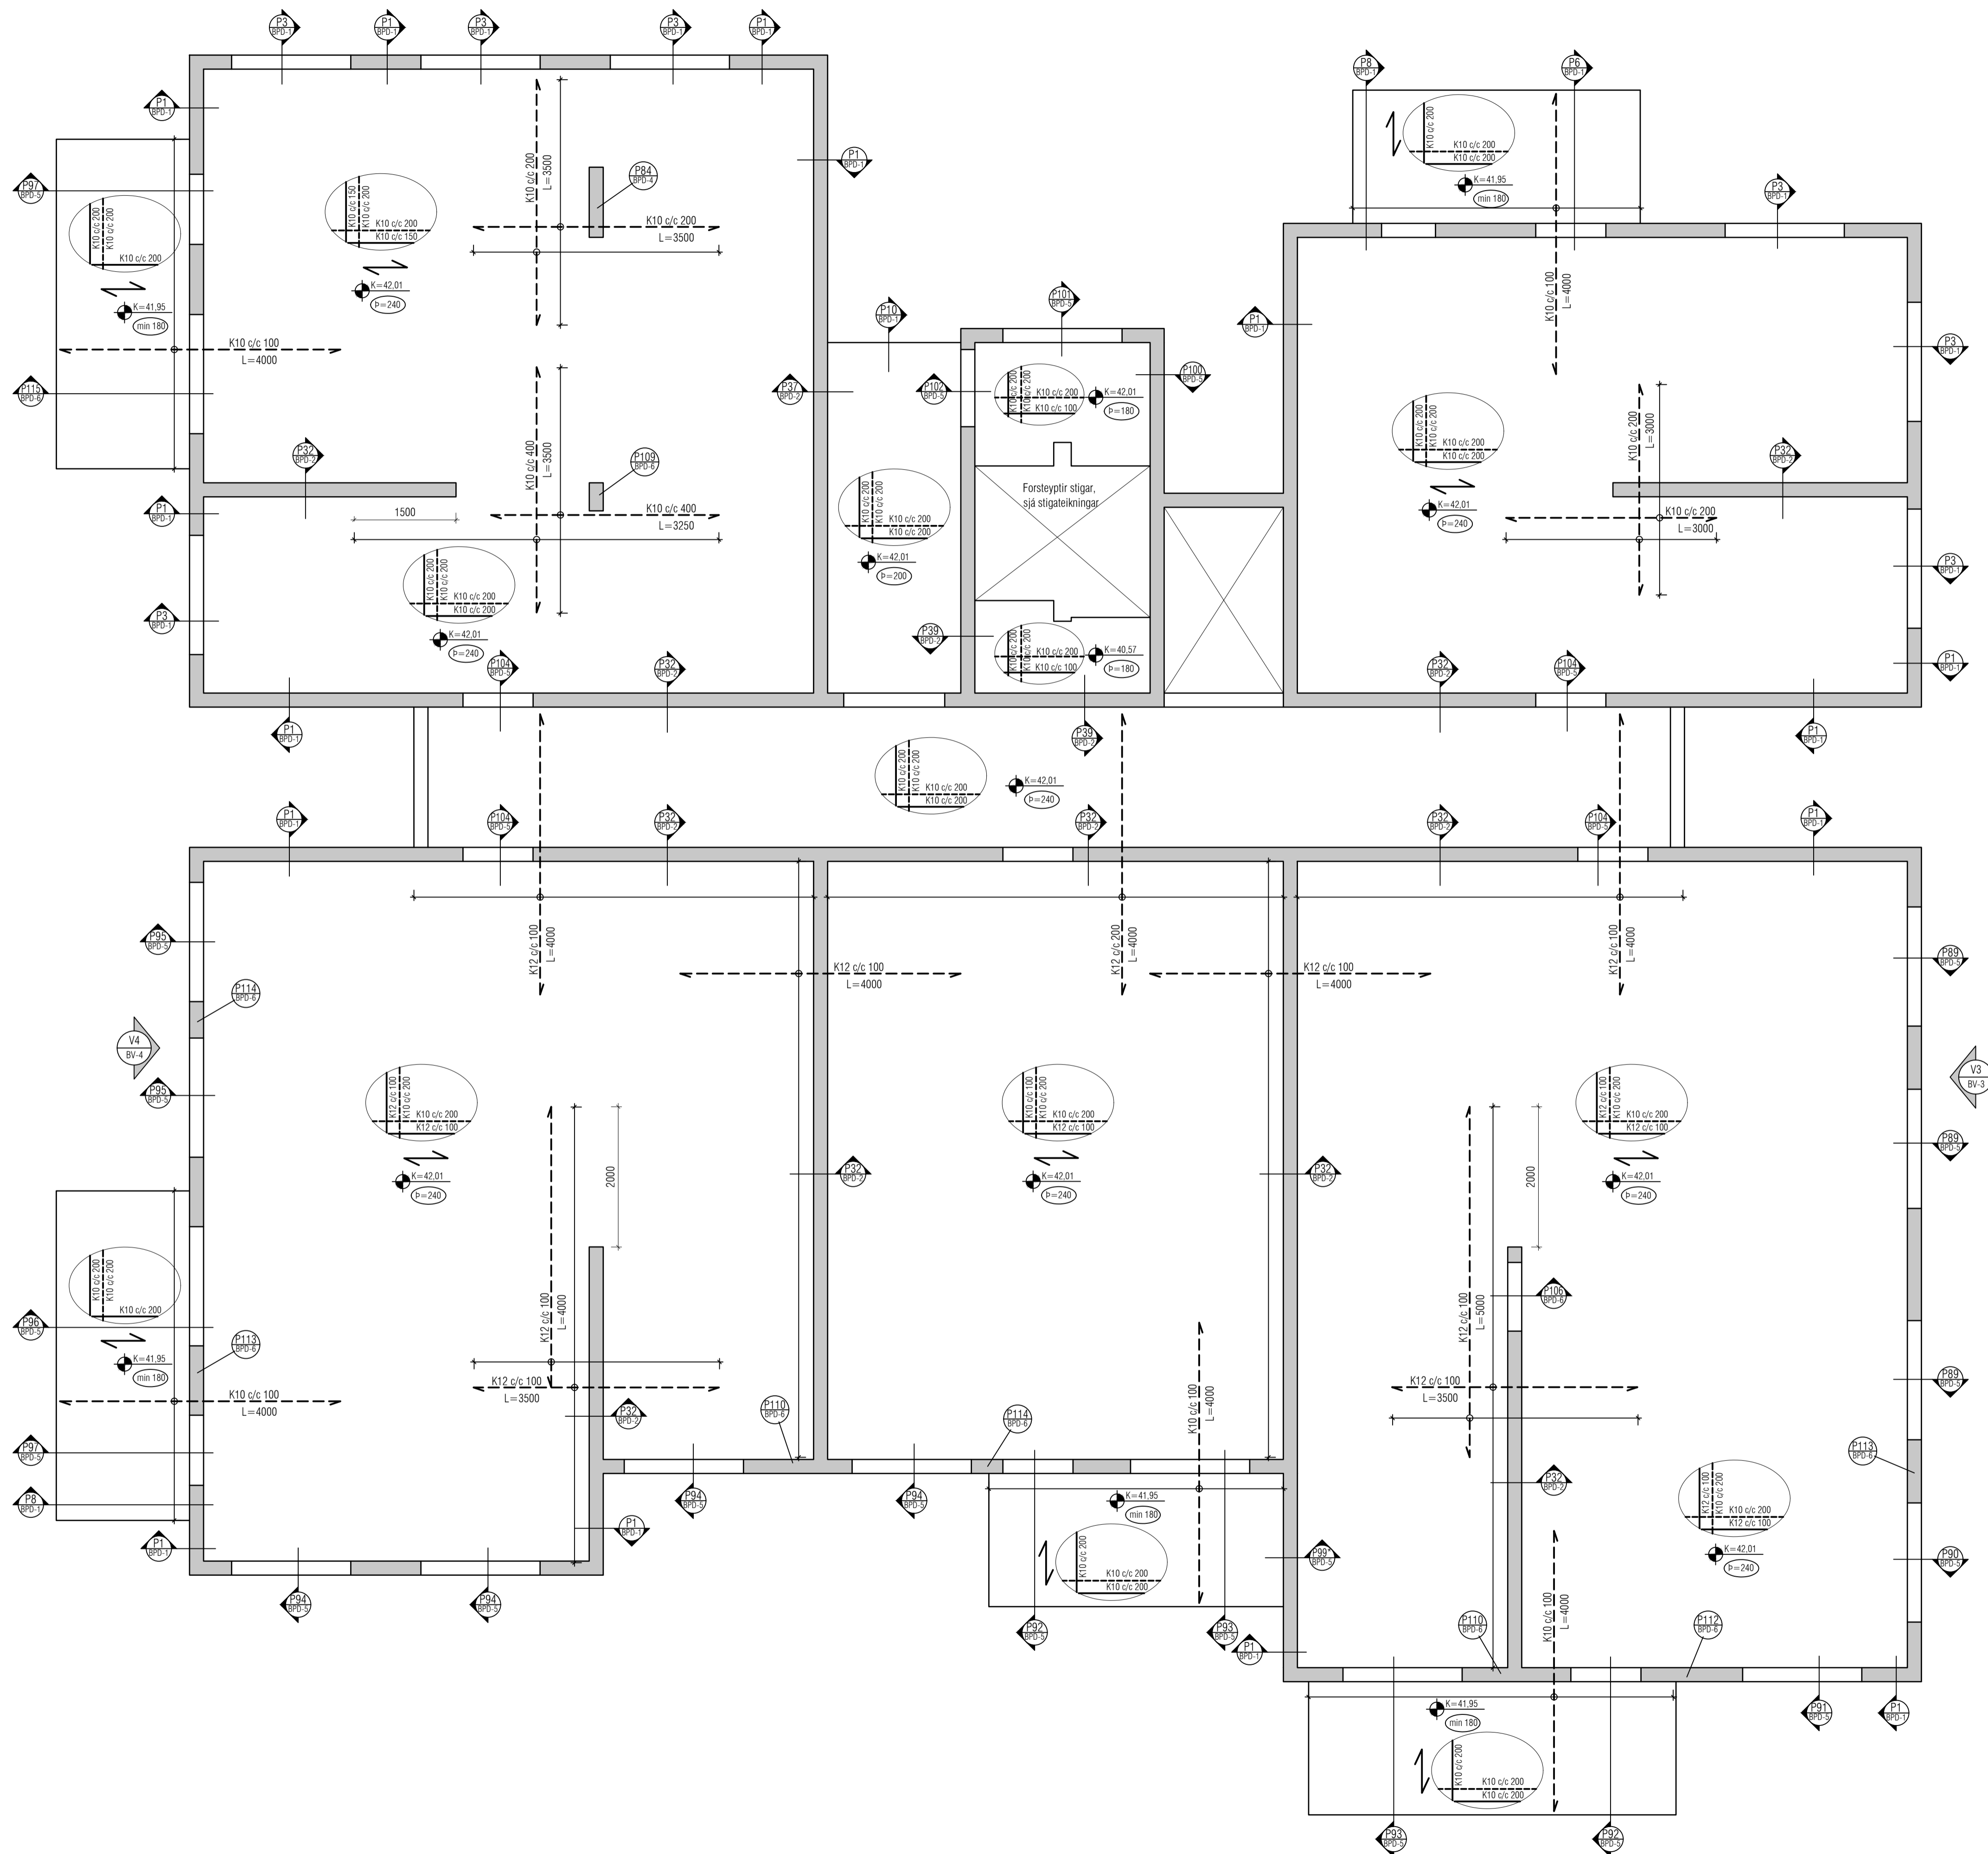 P3
BPD-1
P1
BPD-1
P3
BPD-1
P3
BPD-1
P1
BPD-1
P8
BPD-1
P6
BPD-1
P1
BPD-1
K10 c/c 200
K10 c/c 200
K10 c/c 200
K=41,95
min 180
P1
BPD-1
P84
BPD-4
K10 c/c 200
L=3500
P97
BPD-5
P3
BPD-1
K10 c/c 150
K10 c/c 200
K10 c/c 200
K10 c/c 150
K10 c/c 200
L=3500
K10 c/c 200
K10 c/c 200
K10 c/c 200
K=42,01
Þ=240
K=41,95
min 180
K10 c/c 100
L=4000
P10
BPD-1
P101
BPD-5
P1
BPD-1
P3
BPD-1
K10 c/c 100
L=4000
P115
BPD-6
P37
BPD-2
P102
BPD-5
K10 c/c 200
K10 c/c 200
K10 c/c 200
K10 c/c 100
K=42,01
Þ=180
P100
BPD-5
K10 c/c 200
K10 c/c 200
K10 c/c 200
K10 c/c 200
K10 c/c 200
L=3000
P32
BPD-2
K10 c/c 400
L=3500
P109
BPD-6
P32
BPD-2
Forsteyptir stigar,
sjá stigateikningar
K10 c/c 200
K10 c/c 200
K10 c/c 200
K10 c/c 200
K=42,01
Þ=200
K=42,01
Þ=240
K10 c/c 200
L=3000
P1
BPD-1
1500
K10 c/c 400
L=3250
P3
BPD-1
K10 c/c 200
K10 c/c 200
K10 c/c 200
K10 c/c 200
K=42,01
Þ=240
P3
BPD-1
P39
BPD-2
K10 c/c 200
K10 c/c 200
K10 c/c 200
K10 c/c 100
K=40,57
Þ=180
P104
BPD-5
P32
BPD-2
P32
BPD-2
P104
BPD-5
P1
BPD-1
P1
BPD-1
P39
BPD-2
P1
BPD-1
K10 c/c 200
K10 c/c 200
K10 c/c 200
K10 c/c 200
K=42,01
Þ=240
P1
BPD-1
P104
BPD-5
P32
BPD-2
P32
BPD-2
P32
BPD-2
P104
BPD-5
P1
BPD-1
P95
BPD-5
K12 c/c 100
L=4000
K12 c/c 200
L=4000
K12 c/c 100
L=4000
P89
BPD-5
K12 c/c 100
L=4000
K12 c/c 100
L=4000
P114
BPD-6
V4
BV-4
P95
BPD-5
V3
BV-3
K12 c/c 100
K10 c/c 200
K10 c/c 200
K12 c/c 100
K=42,01
Þ=240
K12 c/c 100
K10 c/c 200
K10 c/c 200
K12 c/c 100
K=42,01
Þ=240
K12 c/c 100
K10 c/c 200
K10 c/c 200
K12 c/c 100
K=42,01
Þ=240
P89
BPD-5
2000
P32
BPD-2
P32
BPD-2
2000
K10 c/c 200
K10 c/c 200
K10 c/c 200
K=41,95
min 180
P96
BPD-5
P113
BPD-6
K12 c/c 100
L=4000
K12 c/c 100
L=5000
P106
BPD-6
K10 c/c 100
L=4000
K12 c/c 100
L=3500
K10 c/c 100
L=4000
K12 c/c 100
L=3500
P89
BPD-5
P32
BPD-2
P110
BPD-6
P114
BPD-6
P97
BPD-5
P113
BPD-6
P8
BPD-1
P94
BPD-5
P94
BPD-5
K=41,95
min 180
P32
BPD-2
K12 c/c 100
K10 c/c 200
K10 c/c 200
K12 c/c 100
K=42,01
Þ=240
P1
BPD-1
P1
BPD-1
K10 c/c 200
K10 c/c 200
K10 c/c 200
P99*
BPD-5
P90
BPD-5
P94
BPD-5
P94
BPD-5
P92
BPD-5
P93
BPD-5
P1
BPD-1
K10 c/c 100
L=4000
P110
BPD-6
P112
BPD-6
K=41,95
min 180
P91
BPD-5
P1
BPD-1
K10 c/c 200
K10 c/c 200
K10 c/c 200
P93
BPD-5
P92
BPD-5